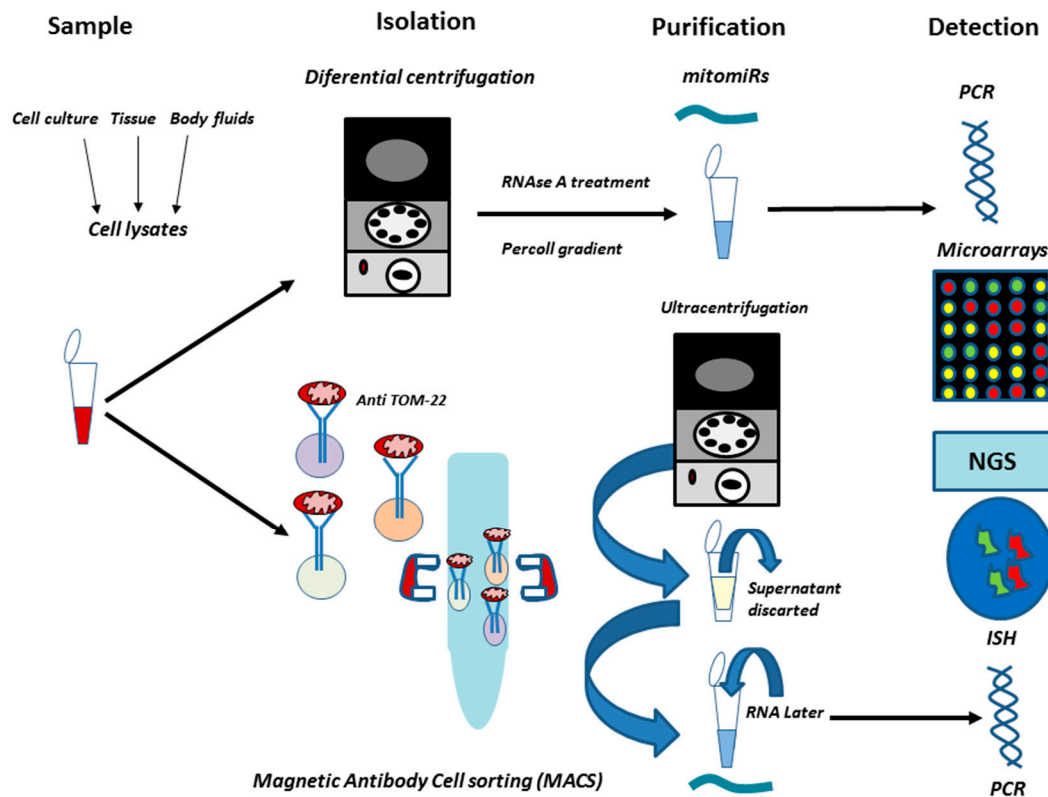 Sample
Isolation
Purification
Detection
Diferential centrifugation
mitomiRs
PCR
Cell culture Tissue Body fluids
Cell lysates
RNAse A treatment
Percoll gradient
Microarrays
Ultracentrifugation
Anti TOM-22
NGS
Supernatant
discarted
ISH
RNA Later
PCR
Magnetic Antibody Cell sorting (MACS)